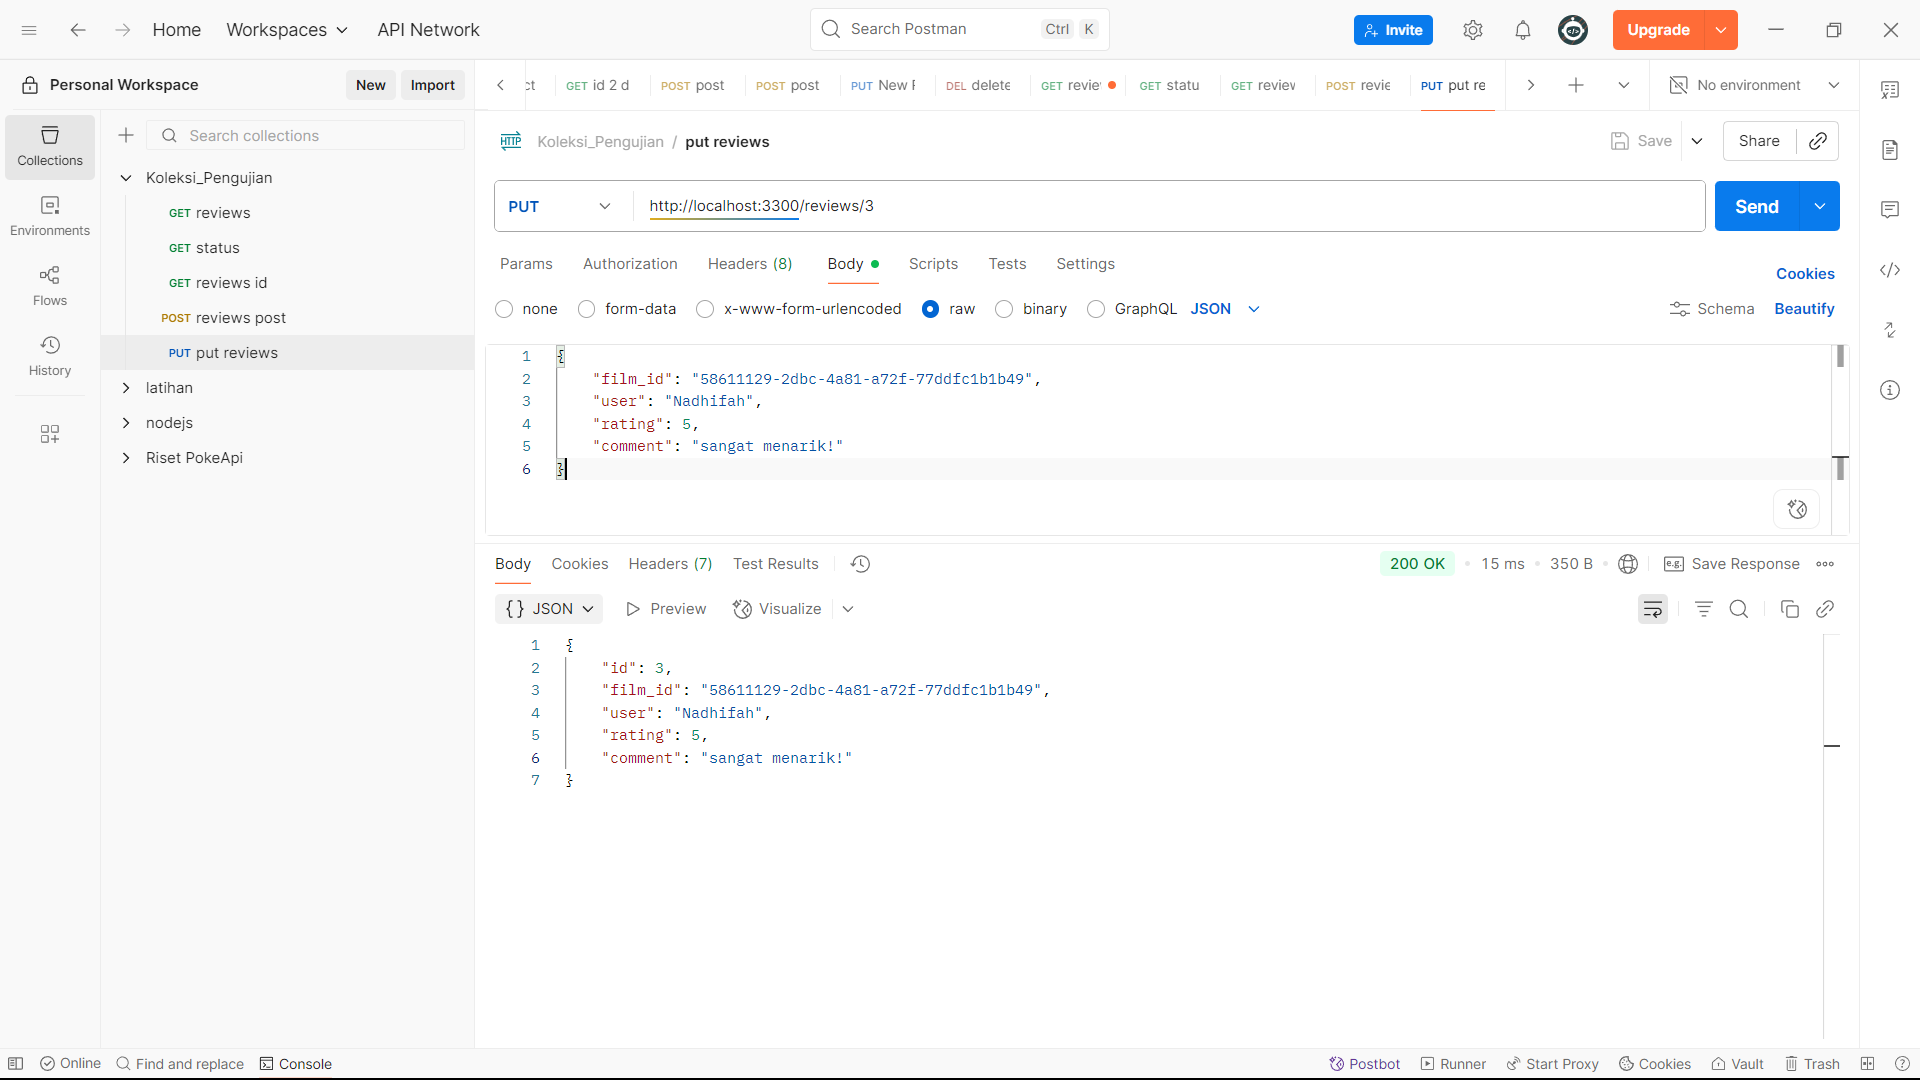 Home
Workspaces
API Network
Search Postman
Ctrl K
Invite
Upgrade
Personal Workspace
New
Import
ct
GET id 2 d
POST post
POST post
PUT New F
DEL delete
GET review
GET statu
GET review
POST revie
PUT put re
No environment
Collections
Environments
Flows
History
Search collections
Koleksi_Pengujian
GET reviews
GET status
GET reviews id
POST reviews post
PUT put reviews
latihan
nodejs
Riset PokeApi
HTTP Koleksi_Pengujian / put reviews
Save
Share
PUT
http://localhost:3300/reviews/3
Send
Params
Authorization
Headers (8)
Body
Scripts
Tests
Settings
Cookies
none
form-data
x-www-form-urlencoded
raw
binary
GraphQL
JSON
Schema
Beautify
1 {
2 "film_id": "58611129-2dbc-4a81-a72f-77ddfc1b1b49",
3 "user": "Nadhifah",
4 "rating": 5,
5 "comment": "sangat menarik!"
6 }
Body
Cookies
Headers (7)
Test Results
200 OK
15 ms
350 B
e.g. Save Response
{} JSON
Preview
Visualize
1 {
2 "id": 3,
3 "film_id": "58611129-2dbc-4a81-a72f-77ddfc1b1b49",
4 "user": "Nadhifah",
5 "rating": 5,
6 "comment": "sangat menarik!"
7 }
Online
Find and replace
Console
Postbot
Runner
Start Proxy
Cookies
Vault
Trash